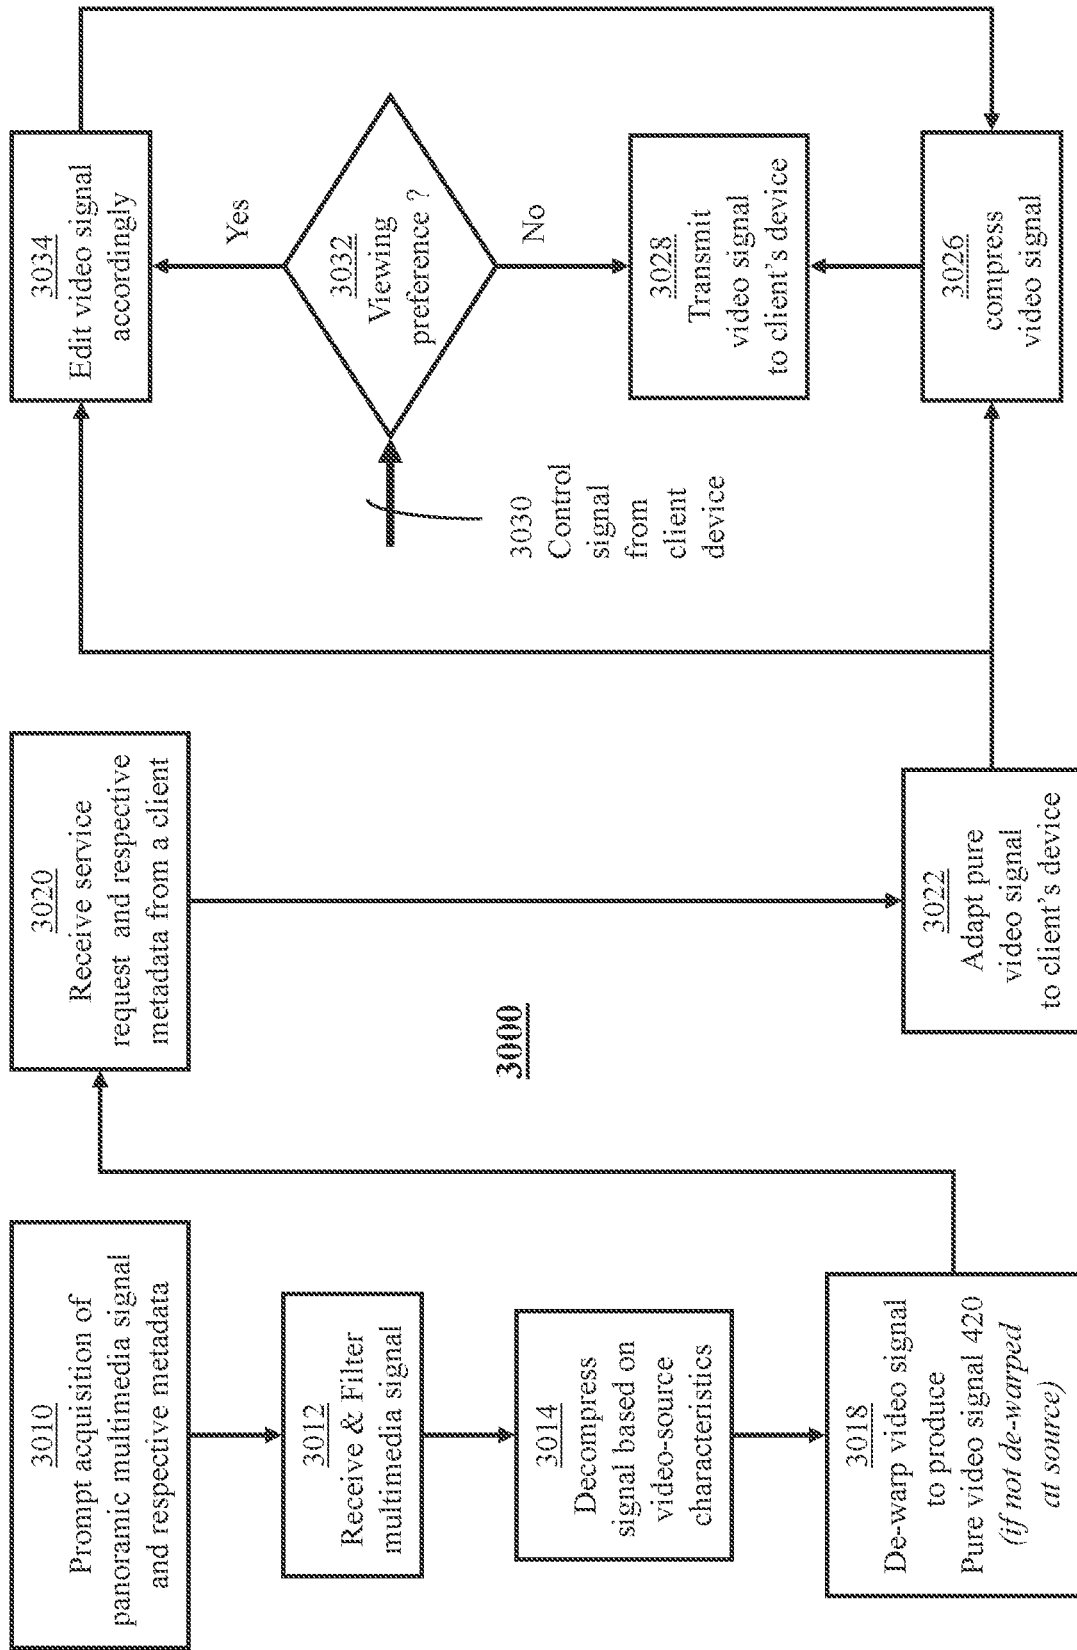 3010
Prompt acquisition of
panoramic multimedia signal
and respective metadata
3012
Receive & Filter
multimedia signal
3014
Decompress
signal based on
video-source
characteristics
3018
De-warp video signal
to produce
Pure video signal 420
(if not de-warped
at source)
3020
Receive service
request and respective
metadata from a client
3000
3022
Adapt pure
video signal
to client's device
3034
Edit video signal
accordingly
Yes
3032
Viewing
preference ?
No
3030
Control
signal
from
client
device
3028
Transmit
video signal
to client's device
3026
compress
video signal